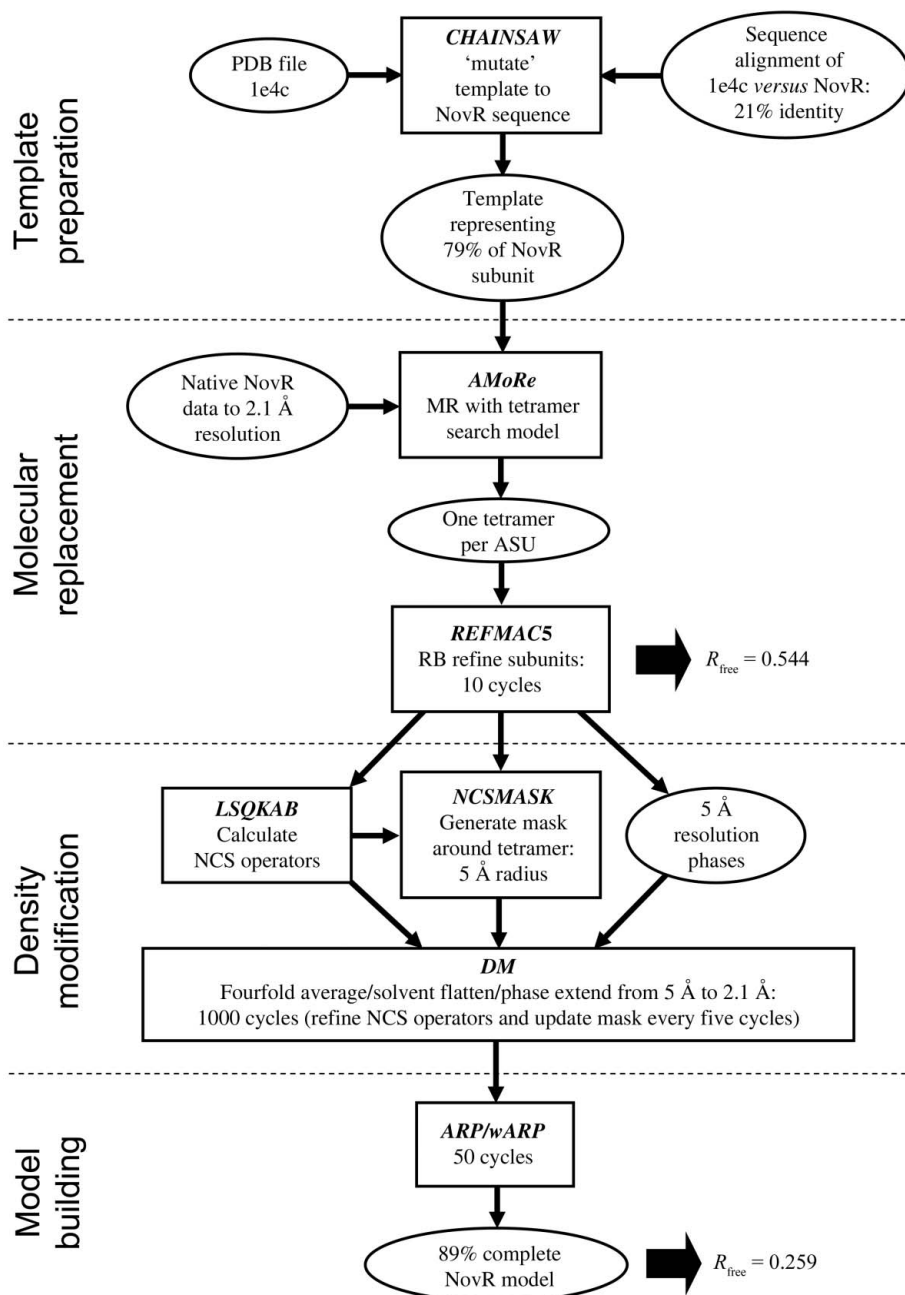 Template
preparation
PDB file
1e4c
CHAINSAW
‘mutate’
template to
NovR sequence
Sequence
alignment of
1e4c versus NovR:
21% identity
Template
representing
79% of NovR
subunit
Molecular
replacement
Native NovR
data to 2.1 Å
resolution
AMoRe
MR with tetramer
search model
One tetramer
per ASU
REFMAC5
RB refine subunits:
10 cycles
Rfree = 0.544
Density
modification
LSQKAB
Calculate
NCS operators
NCSMASK
Generate mask
around tetramer:
5 Å radius
5 Å
resolution
phases
DM
Fourfold average/solvent flatten/phase extend from 5 Å to 2.1 Å:
1000 cycles (refine NCS operators and update mask every five cycles)
Model
building
ARP/wARP
50 cycles
89% complete
NovR model
Rfree = 0.259